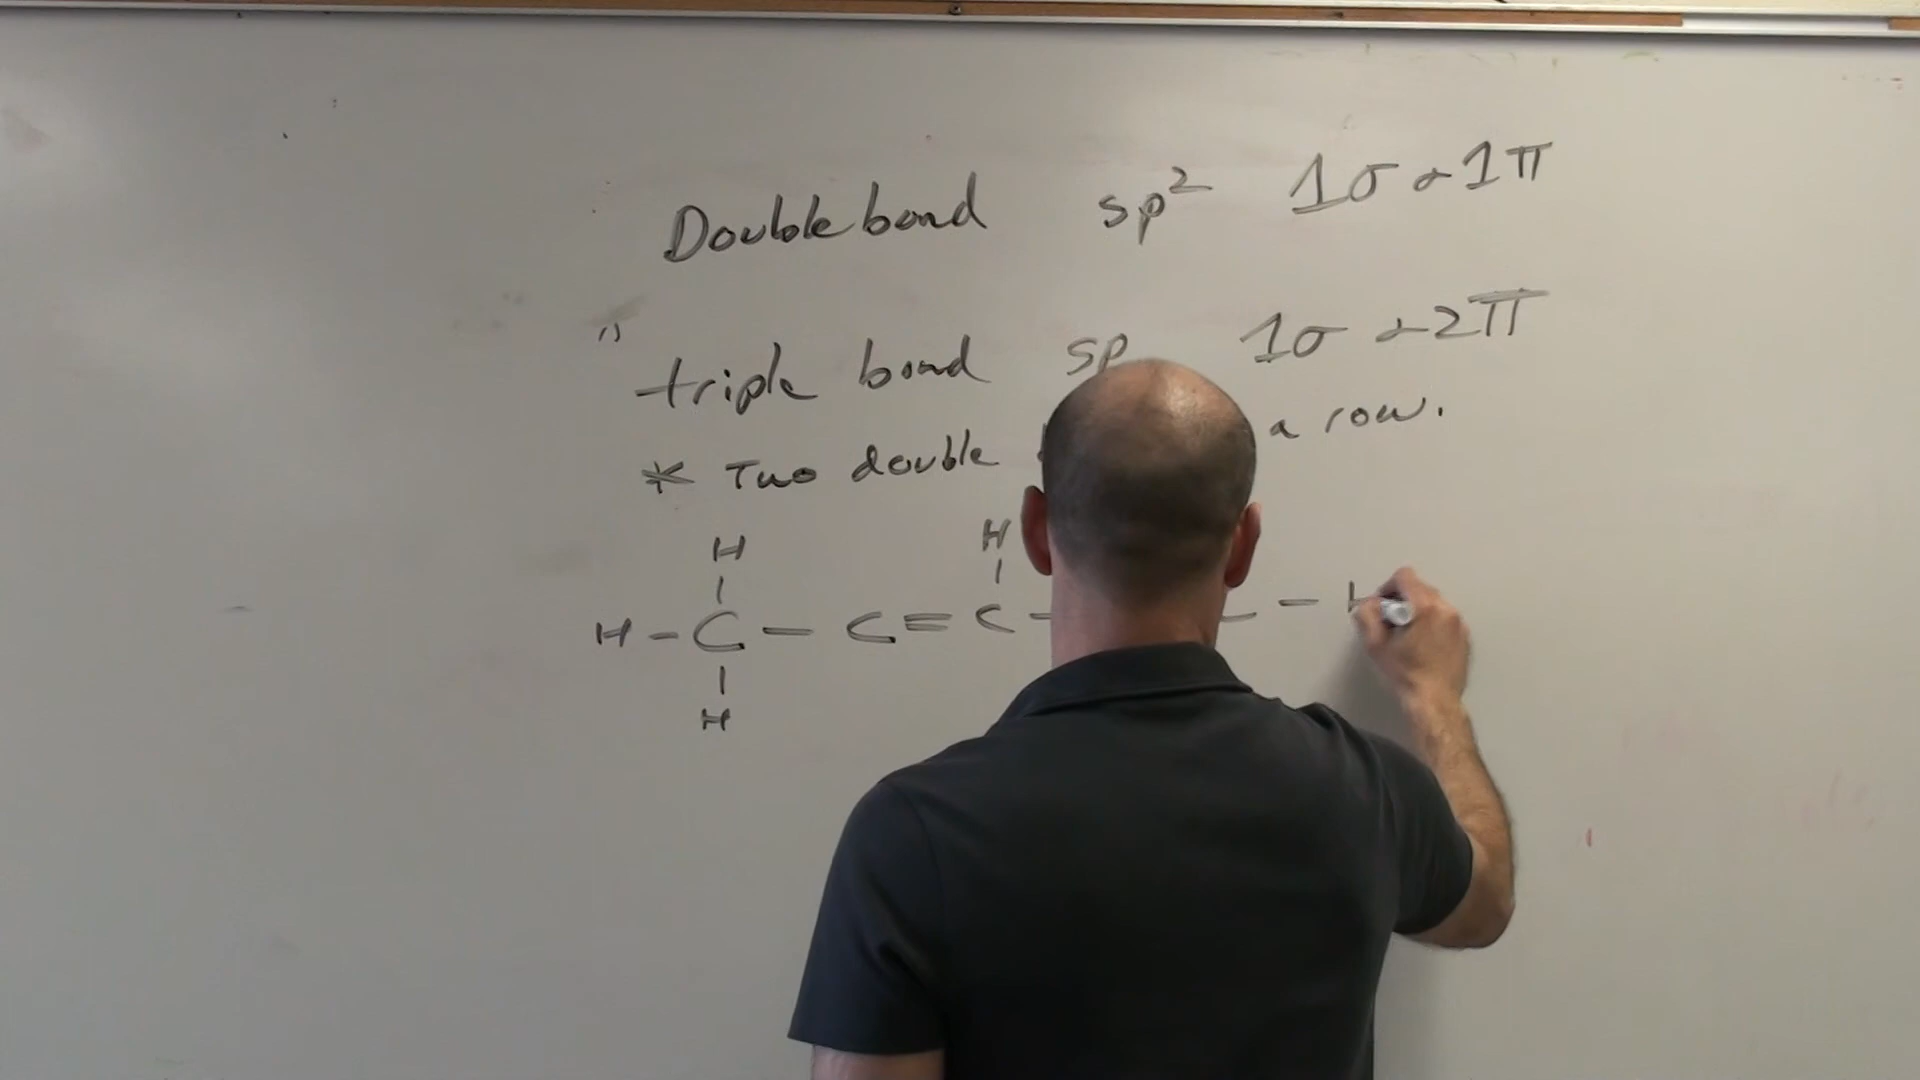 Double bond sp² 1σ & 1π
triple bond sp 1σ & 2π
* Two double a row.
H H
H - C - C ≡ C - - H
H